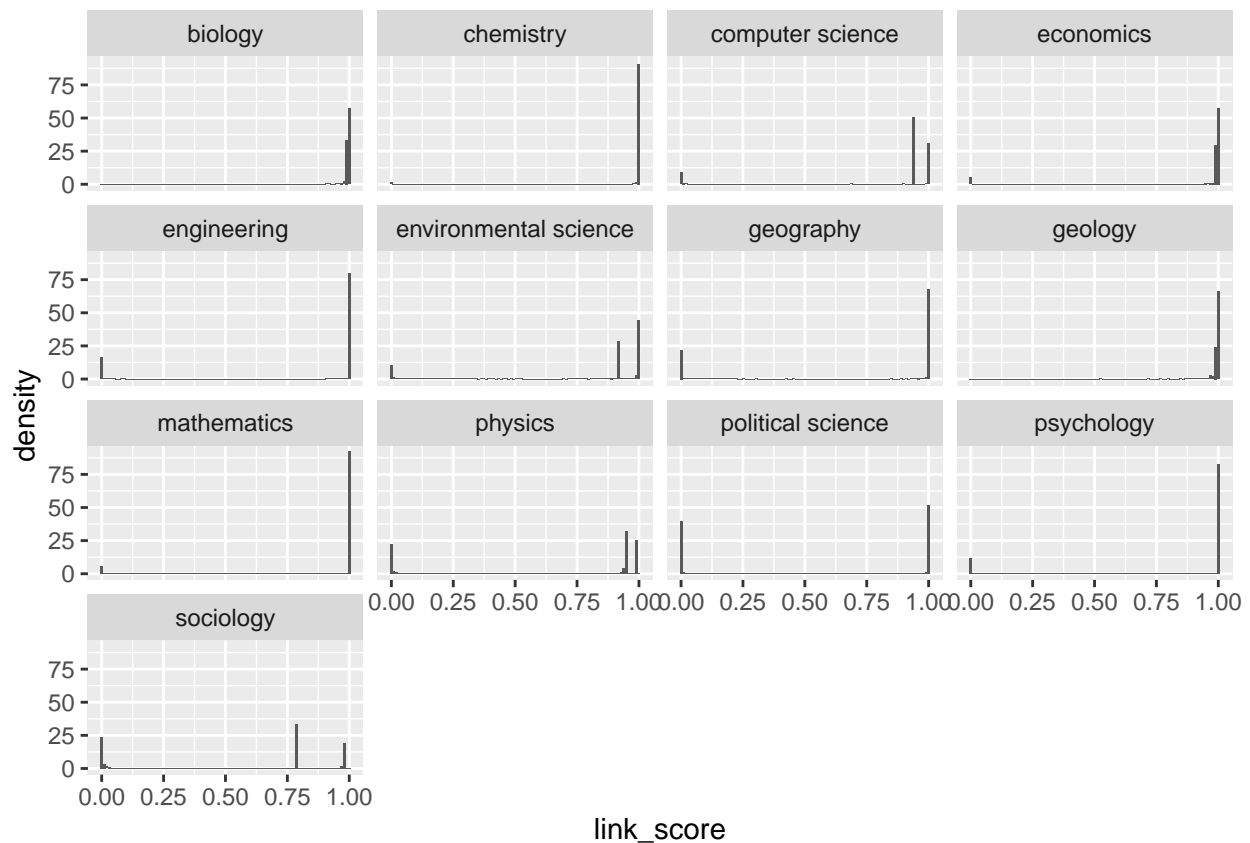 biology chemistry computer science economics
75
50
25
0
engineering environmental science geography geology
75
50
25
0
mathematics physics political science psychology
75
50
25
0
0.00 0.25 0.50 0.75 1.00 0.00 0.25 0.50 0.75 1.00 0.00 0.25 0.50 0.75 1.00
sociology
75
50
25
0
0.00 0.25 0.50 0.75 1.00
density
link_score